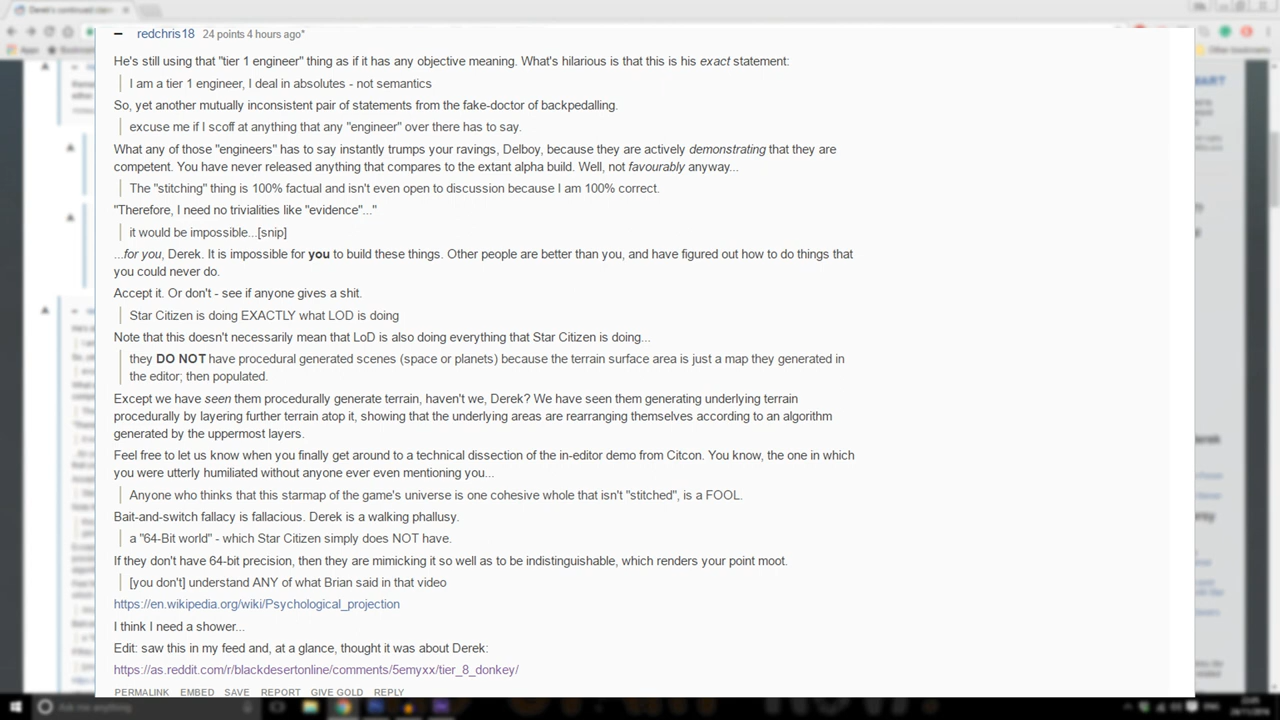 Derek's continued claims
redchris18 24 points 4 hours ago*
He's still using that "tier 1 engineer" thing as if it has any objective meaning. What's hilarious is that this is his exact statement:
I am a tier 1 engineer, I deal in absolutes - not semantics
So, yet another mutually inconsistent pair of statements from the fake-doctor of backpedalling.
excuse me if I scoff at anything that any "engineer" over there has to say.
What any of those "engineers" has to say instantly trumps your ravings, Delboy, because they are actively demonstrating that they are
competent. You have never released anything that compares to the extant alpha build. Well, not favourably anyway...
The "stitching" thing is 100% factual and isn't even open to discussion because I am 100% correct.
"Therefore, I need no trivialities like "evidence"..."
it would be impossible...[snip]
...for you, Derek. It is impossible for you to build these things. Other people are better than you, and have figured out how to do things that
you could never do.
Accept it. Or don't - see if anyone gives a shit.
Star Citizen is doing EXACTLY what LOD is doing
Note that this doesn't necessarily mean that LoD is also doing everything that Star Citizen is doing...
they DO NOT have procedural generated scenes (space or planets) because the terrain surface area is just a map they generated in
the editor; then populated.
Except we have seen them procedurally generate terrain, haven't we, Derek? We have seen them generating underlying terrain
procedurally by layering further terrain atop it, showing that the underlying areas are rearranging themselves according to an algorithm
generated by the uppermost layers.
Feel free to let us know when you finally get around to a technical dissection of the in-editor demo from Citcon. You know, the one in which
you were utterly humiliated without anyone ever even mentioning you...
Anyone who thinks that this starmap of the game's universe is one cohesive whole that isn't "stitched", is a FOOL.
Bait-and-switch fallacy is fallacious. Derek is a walking phallusy.
a "64-Bit world" - which Star Citizen simply does NOT have.
If they don't have 64-bit precision, then they are mimicking it so well as to be indistinguishable, which renders your point moot.
[you don't] understand ANY of what Brian said in that video
https://en.wikipedia.org/wiki/Psychological_projection
I think I need a shower...
Edit: saw this in my feed and, at a glance, thought it was about Derek:
https://as.reddit.com/r/blackdesertonline/comments/5emyxx/tier_8_donkey/
PERMALINK EMBED SAVE REPORT GIVE GOLD REPLY
Ask me anything